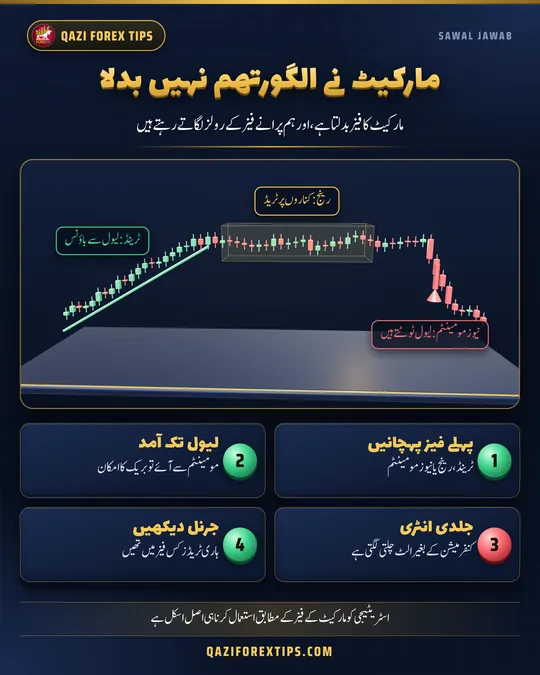 QAZI FOREX TIPS
SAWAL JAWAB
مارکیٹ نے الگورتھم نہیں بدلا
مارکیٹ کا فیز بدلتا ہے، اور ہم پرانے فیز کے رولز لگاتے رہتے ہیں
رینج: کناروں پر ٹریڈ
ٹرینڈ: لیول سے باؤنس
نیوز مومینٹم: لیول ٹوٹتے ہیں
1
پہلے فیز پہچانیں
ٹرینڈ، رینج یا نیوز مومینٹم
2
لیول تک آمد
مومینٹم سے آئے تو بریک کا امکان
3
جلدی انٹری
کنفرمیشن کے بغیر الٹ چلتی لگتی ہے
4
جرنل دیکھیں
ہاری ٹریڈز کس فیز میں تھیں
اسٹریٹیجی کو مارکیٹ کے فیز کے مطابق استعمال کرنا ہی اصل اسکل ہے
QAZIFOREXTIPS.COM